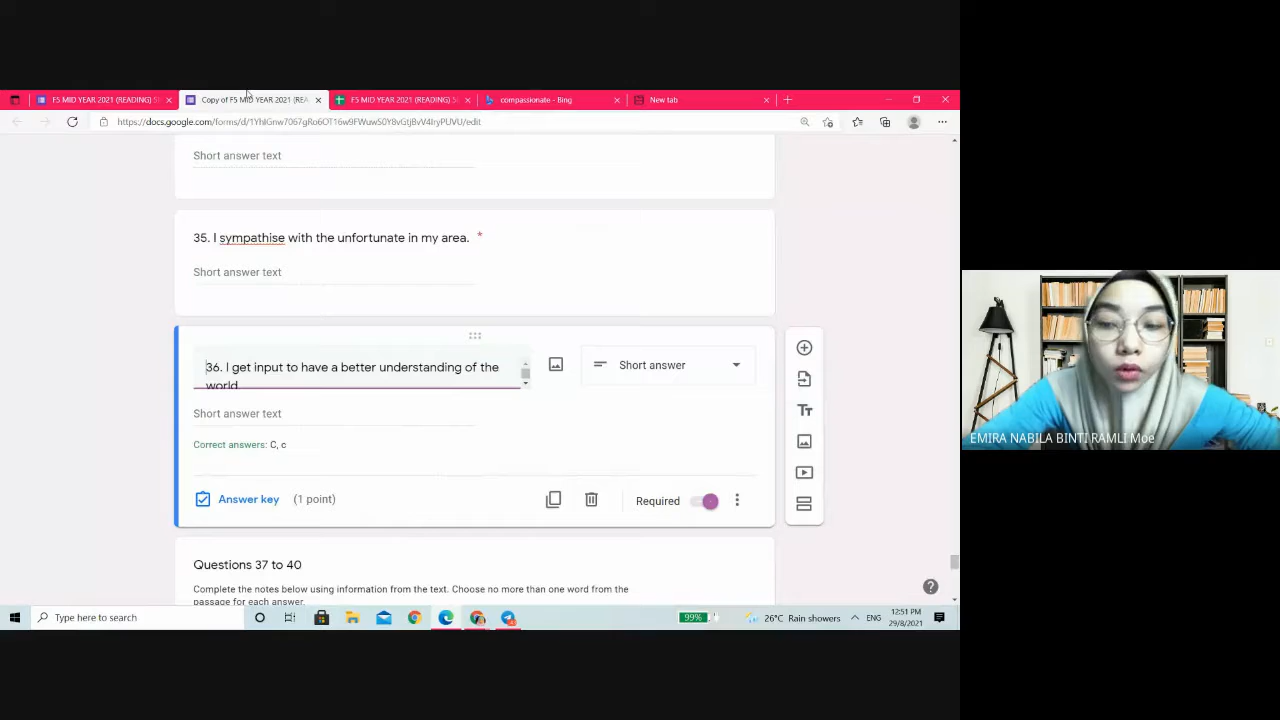 F5 MID YEAR 2021 (READING) S
Copy of F5 MID YEAR 2021 (REA
F5 MID YEAR 2021 (READING) S
compassionate - Bing
New tab
Short answer text
35. I sympathise with the unfortunate in my area. *
Short answer text
36. I get input to have a better understanding of the
world.
Short answer
Short answer text
Correct answers: C, c
Answer key
(1 point)
Required
Questions 37 to 40
Complete the notes below using information from the text. Choose no more than one word from the
passage for each answer.
Type here to search
99%
26°C Rain showers
ENG
12:51 PM
29/8/2021
EMIRA NABILA BINTI RAMLI Moe